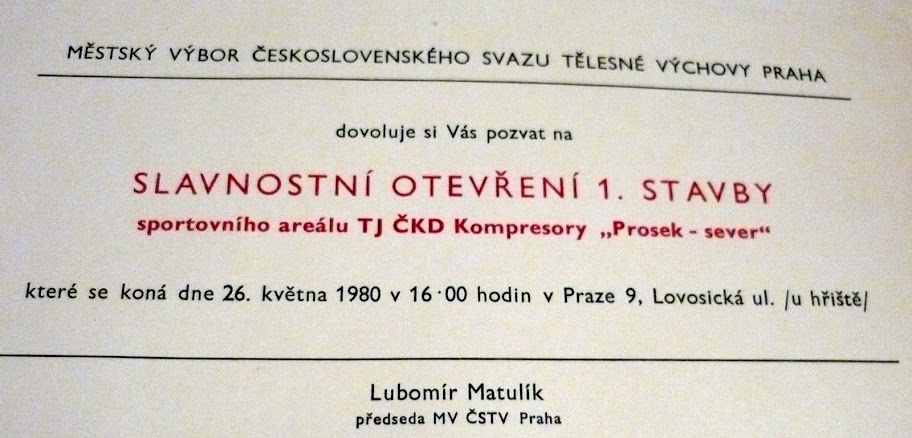 MĚSTSKÝ VÝBOR ČESKOSLOVENSKÉHO SVAZU TĚLESNÉ VÝCHOVY PRAHA
dovoluje si Vás pozvat na
SLAVNOSTNÍ OTEVŘENÍ 1. STAVBY
sportovního areálu TJ ČKD Kompresory „Prosek - sever“
které se koná dne 26. května 1980 v 16·00 hodin v Praze 9, Lovosická ul. /u hřiště/
Lubomír Matulík
předseda MV ČSTV Praha